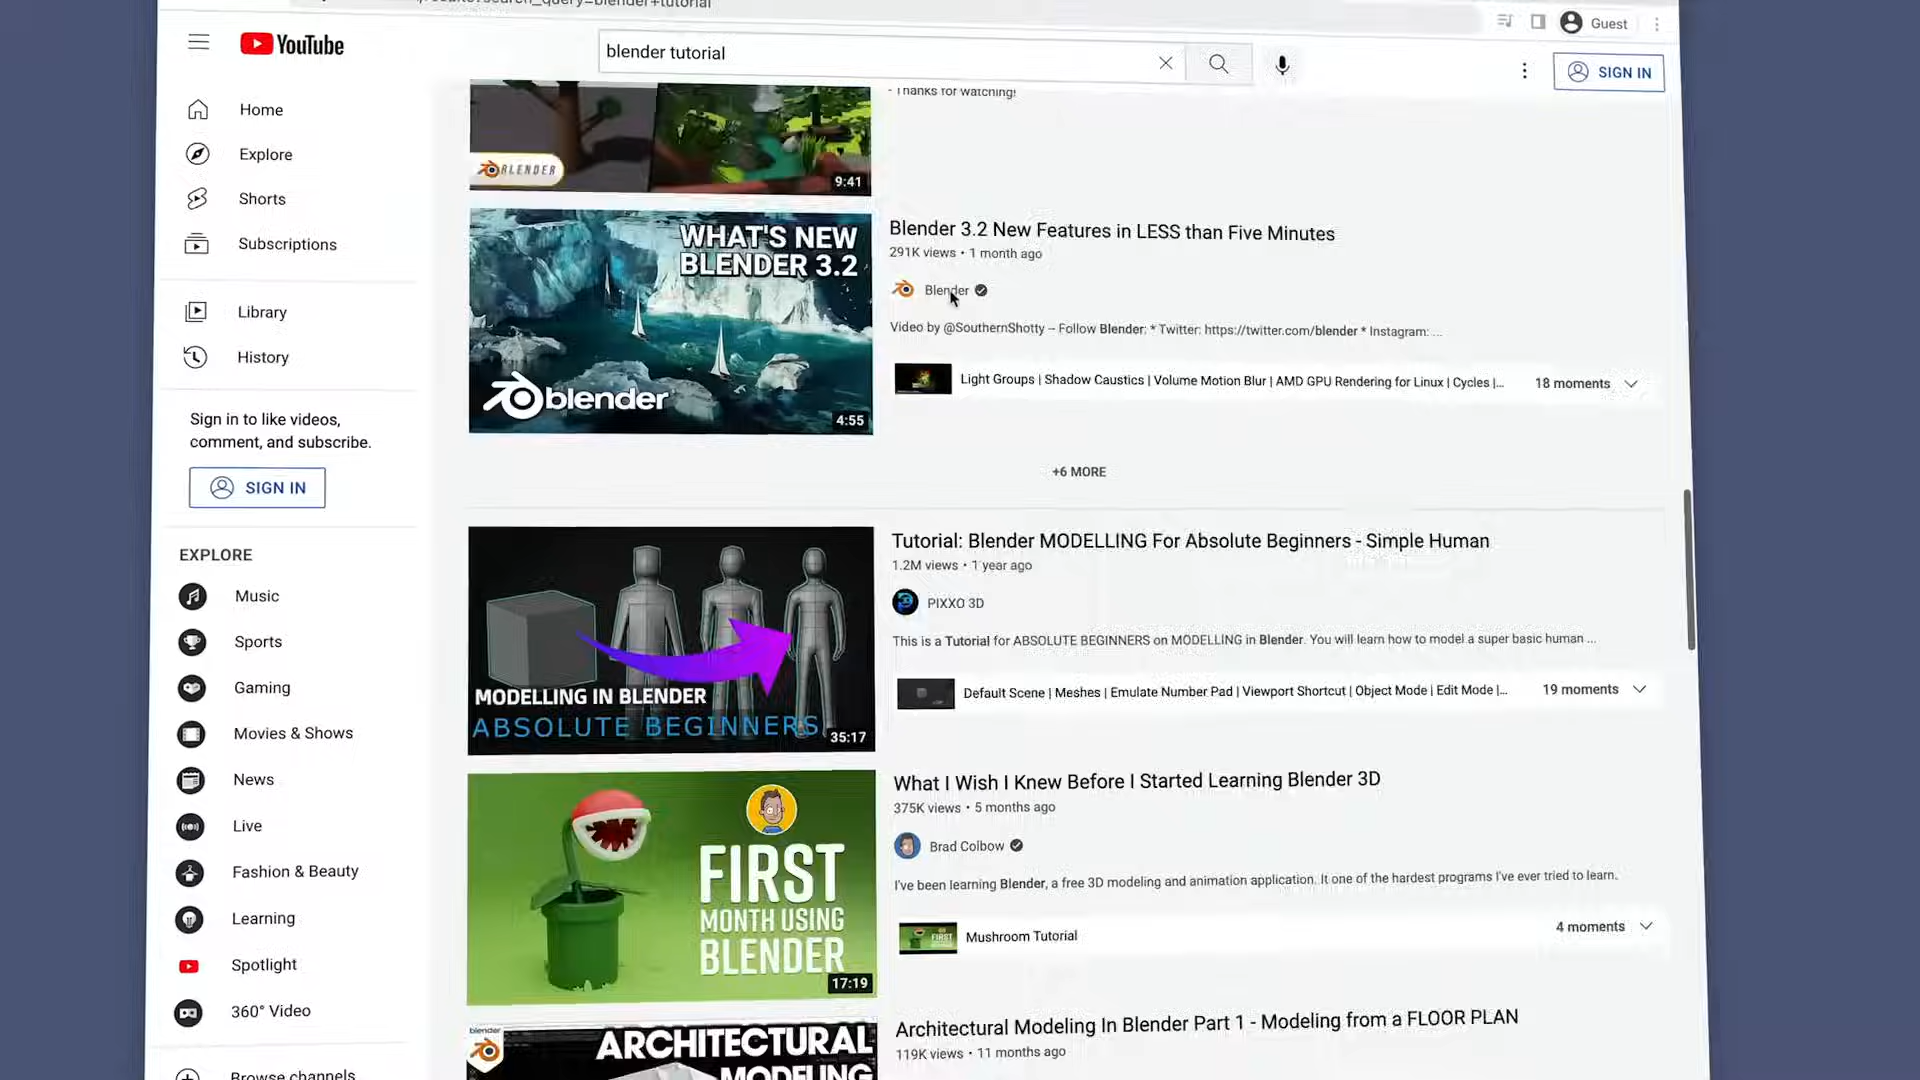 search_query=blender+tutorial
Guest
YouTube
blender tutorial
SIGN IN
Home
Explore
Shorts
Subscriptions
Library
History
Sign in to like videos,
comment, and subscribe.
SIGN IN
EXPLORE
Music
Sports
Gaming
Movies & Shows
News
Live
Fashion & Beauty
Learning
Spotlight
360° Video
Browse channels
- Thanks for watching!
BLENDER
9:41
WHAT'S NEW
BLENDER 3.2
blender
4:55
Blender 3.2 New Features in LESS than Five Minutes
291K views • 1 month ago
Blender
Video by @SouthernShotty – Follow Blender: * Twitter: https://twitter.com/blender * Instagram: ...
Light Groups | Shadow Caustics | Volume Motion Blur | AMD GPU Rendering for Linux | Cycles |...
18 moments
+6 MORE
MODELLING IN BLENDER
ABSOLUTE BEGINNERS
35:17
Tutorial: Blender MODELLING For Absolute Beginners - Simple Human
1.2M views • 1 year ago
PIXXO 3D
This is a Tutorial for ABSOLUTE BEGINNERS on MODELLING in Blender. You will learn how to model a super basic human ...
Default Scene | Meshes | Emulate Number Pad | Viewport Shortcut | Object Mode | Edit Mode |...
19 moments
FIRST
MONTH USING
BLENDER
17:19
What I Wish I Knew Before I Started Learning Blender 3D
375K views • 5 months ago
Brad Colbow
I've been learning Blender, a free 3D modeling and animation application. It one of the hardest programs I've ever tried to learn.
Mushroom Tutorial
4 moments
blender
ARCHITECTURAL
MODELING
Architectural Modeling In Blender Part 1 - Modeling from a FLOOR PLAN
119K views • 11 months ago